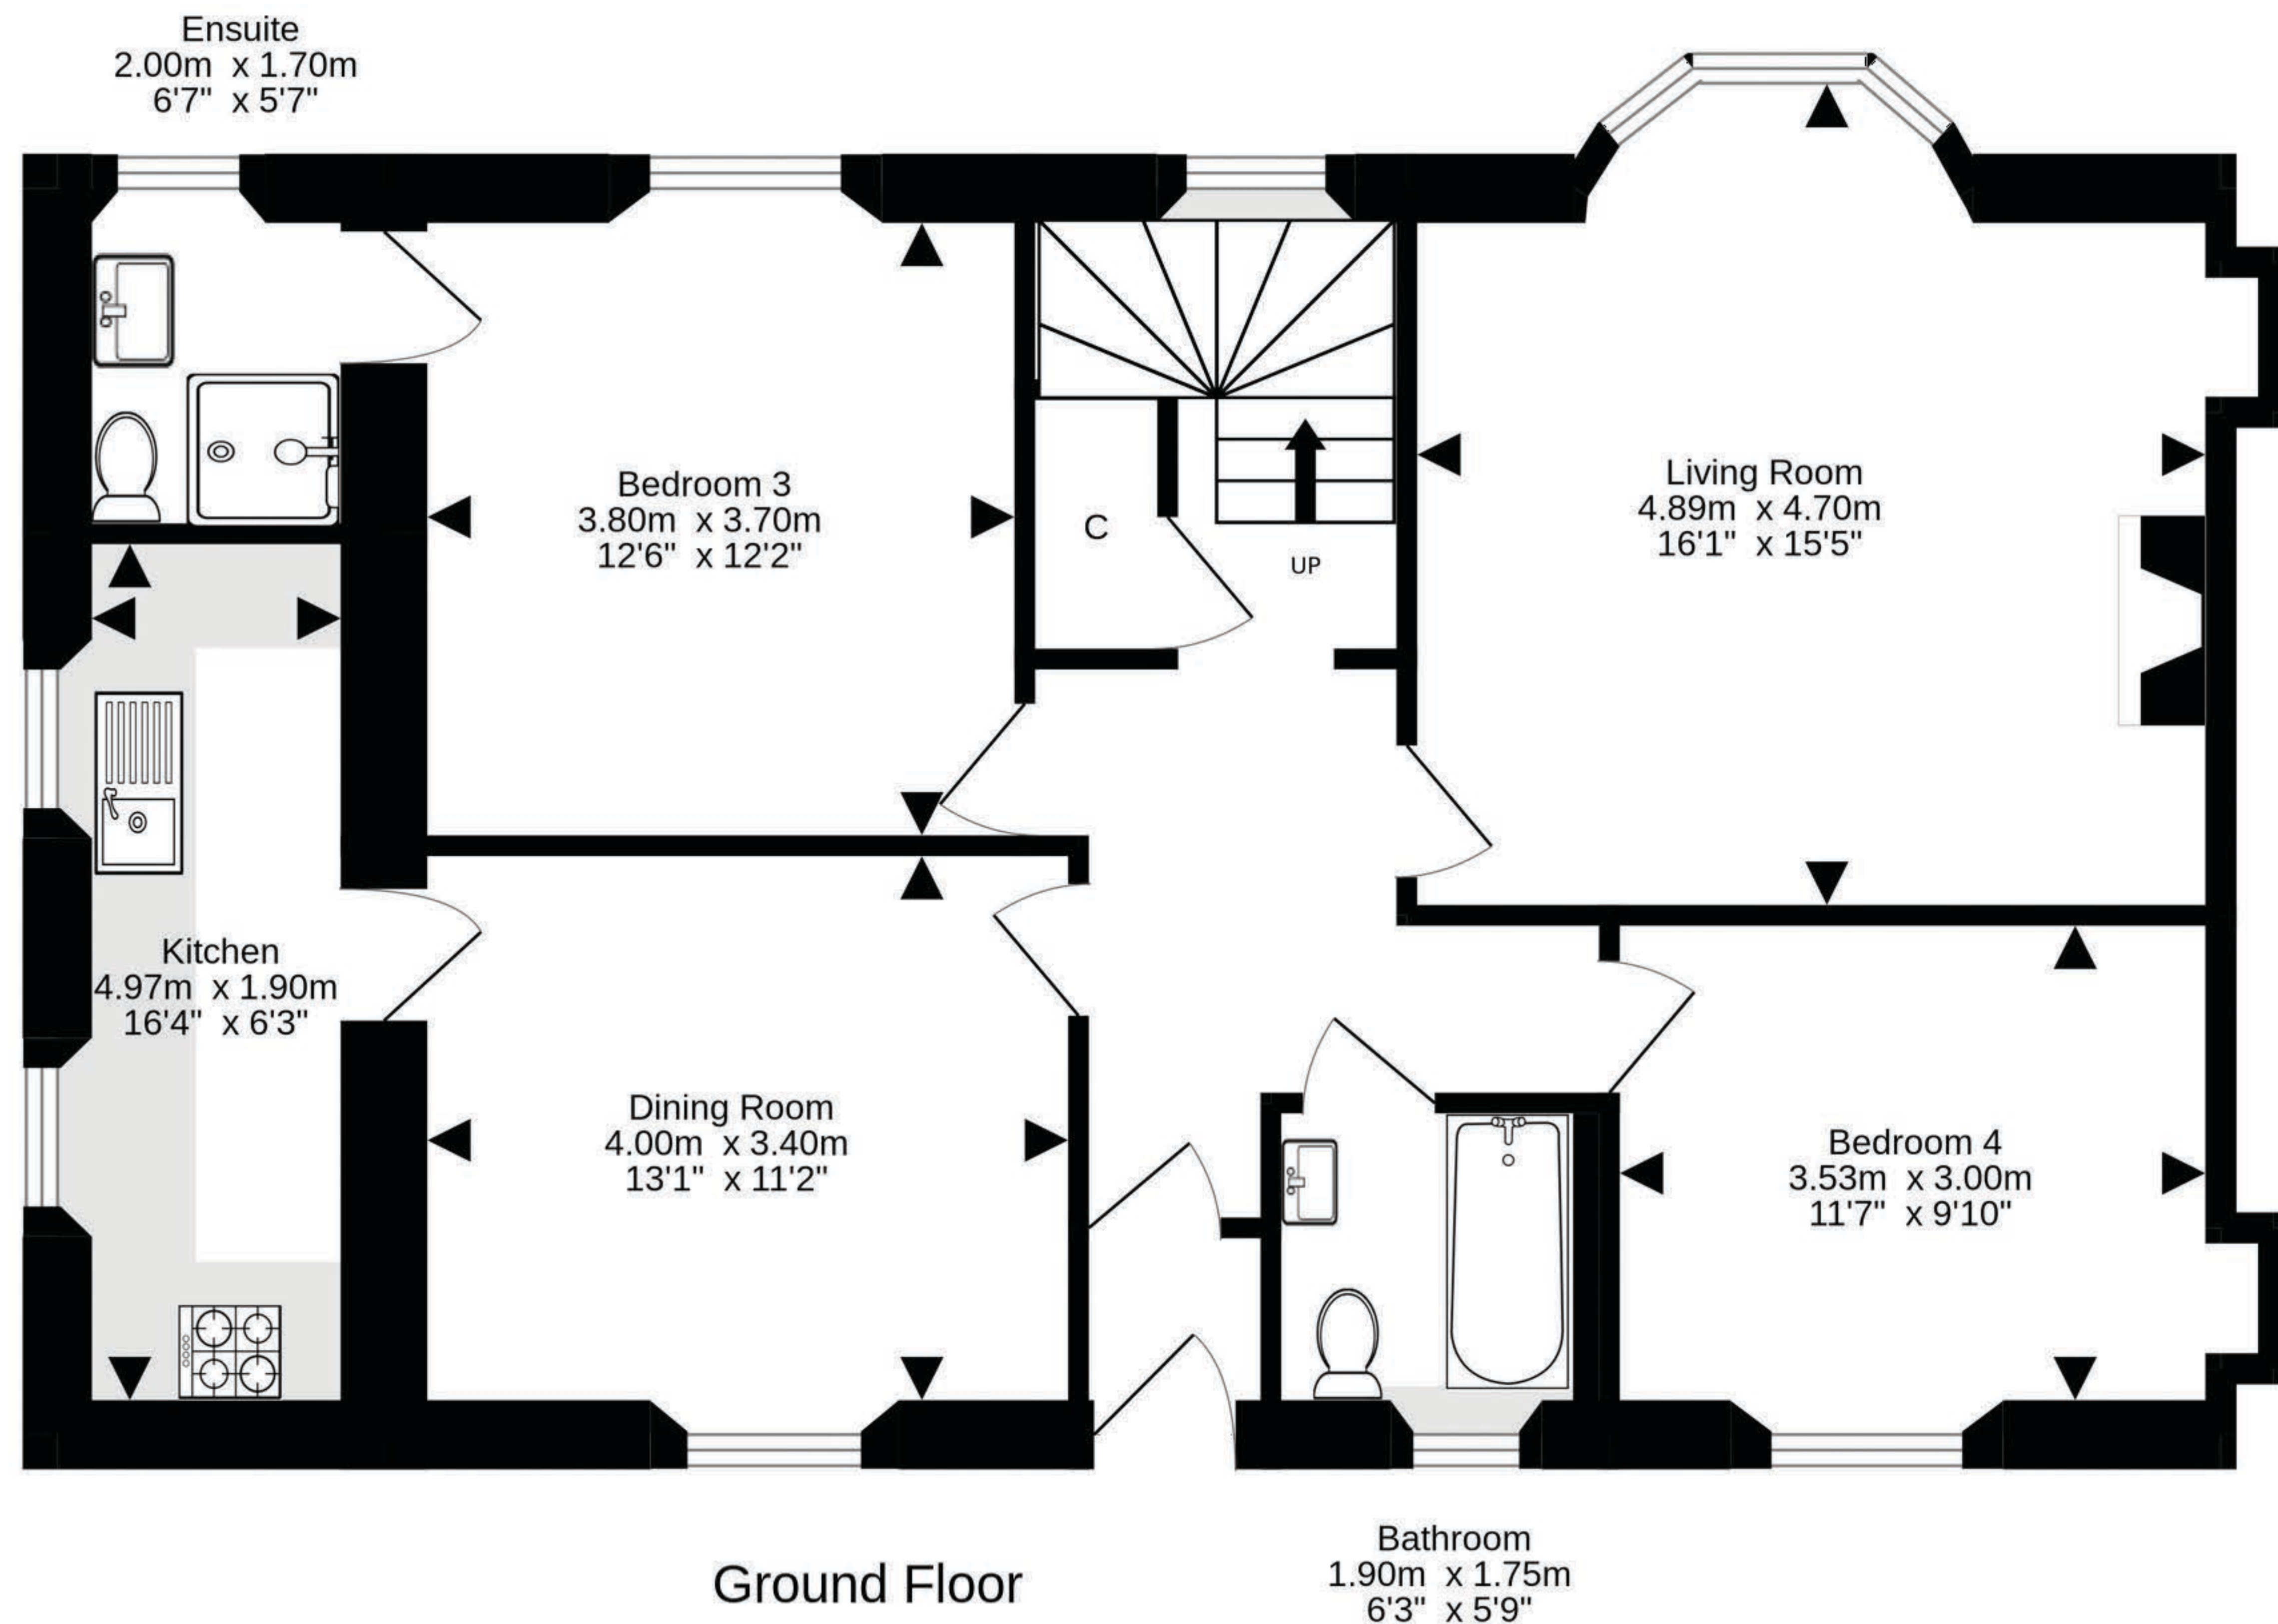 Ensuite
2.00m x 1.70m
6'7" x 5'7"
Bedroom 3
3.80m x 3.70m
12'6" x 12'2"
C
UP
Living Room
4.89m x 4.70m
16'1" x 15'5"
Kitchen
4.97m x 1.90m
16'4" x 6'3"
Dining Room
4.00m x 3.40m
13'1" x 11'2"
Bedroom 4
3.53m x 3.00m
11'7" x 9'10"
Bathroom
1.90m x 1.75m
6'3" x 5'9"
Ground Floor